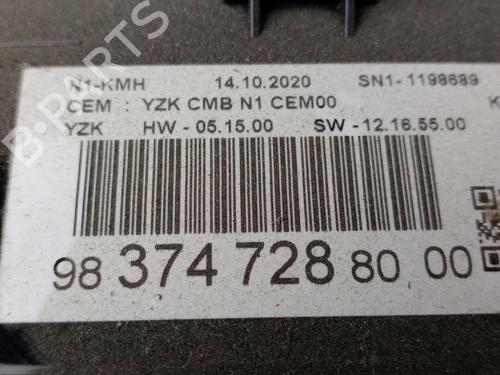 N1-KMH 14.10.2020 SN1-1198689
CEM : YZK CMB N1 CEM00
YZK HW - 05.15.00 SW -12.16.55.00
98 374 728 80 00
B-PARTS